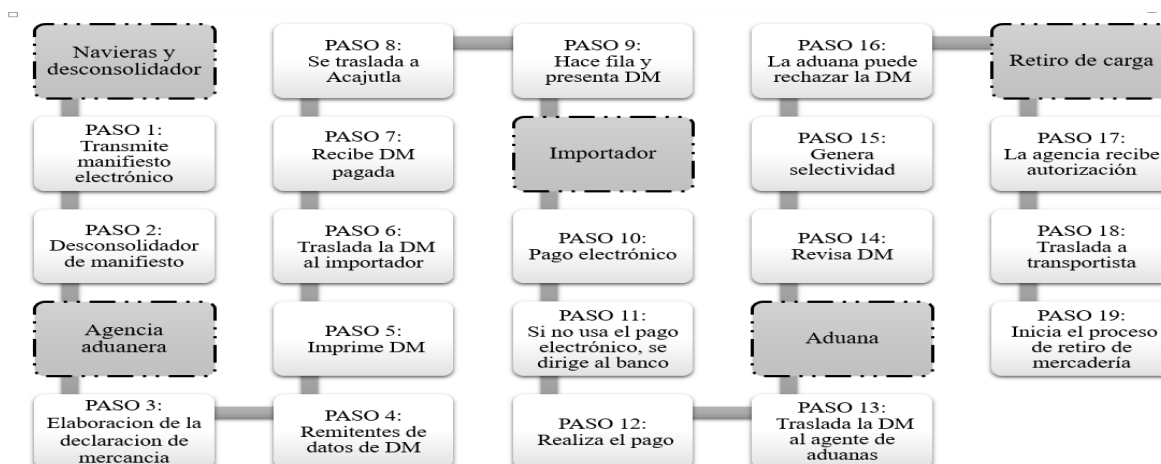 Navieras y
desconsolidador
PASO 1:
Transmite
manifiesto
electrónico
PASO 2:
Desconsolidador
de manifiesto
Agencia
aduanera
PASO 3:
Elaboracion de la
declaracion de
mercancia
PASO 4:
Remitentes de
datos de DM
PASO 5:
Imprime DM
PASO 6:
Traslada la DM
al importador
PASO 7:
Recibe DM
pagada
PASO 8:
Se traslada a
Acajutla
PASO 9:
Hace fila y
presenta DM
Importador
PASO 10:
Pago electrónico
PASO 11:
Si no usa el pago
electrónico, se
dirige al banco
PASO 12:
Realiza el pago
PASO 13:
Traslada la DM
al agente de
aduanas
Aduana
PASO 14:
Revisa DM
PASO 15:
Genera
selectividad
PASO 16:
La aduana puede
rechazar la DM
Retiro de carga
PASO 17:
La agencia recibe
autorización
PASO 18:
Traslada a
transportista
PASO 19:
Inicia el proceso
de retiro de
mercadería